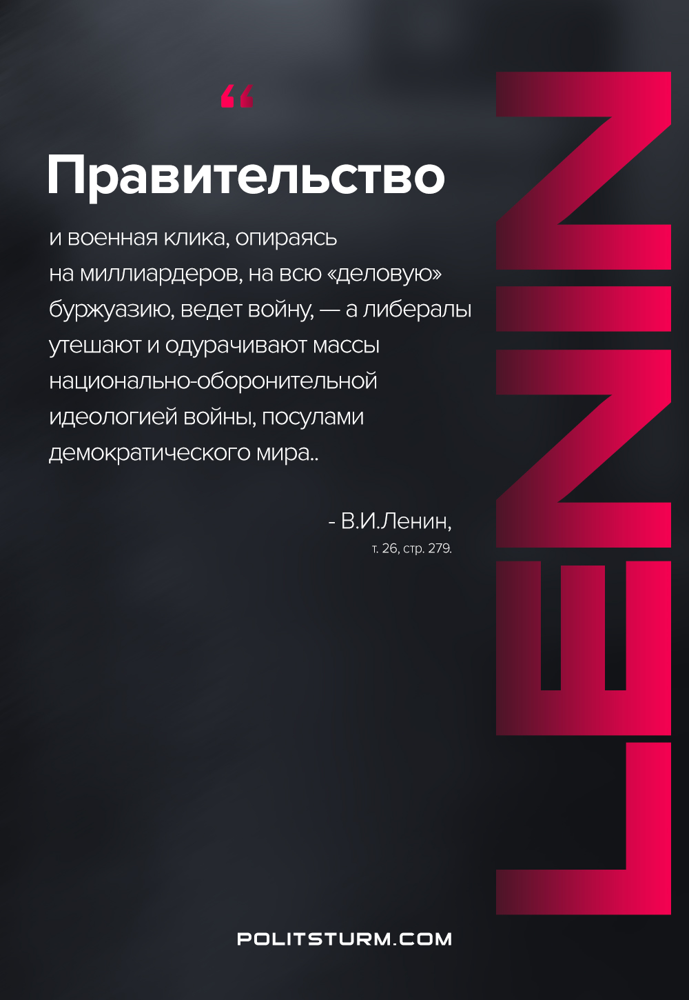 “
Правительство
и военная клика, опираясь
на миллиардеров, на всю «деловую»
буржуазию, ведет войну, — а либералы
утешают и одурачивают массы
национально-оборонительной
идеологией войны, посулами
демократического мира..
- В.И.Ленин,
т. 26, стр. 279.
LENIN
POLITSTURM.COM